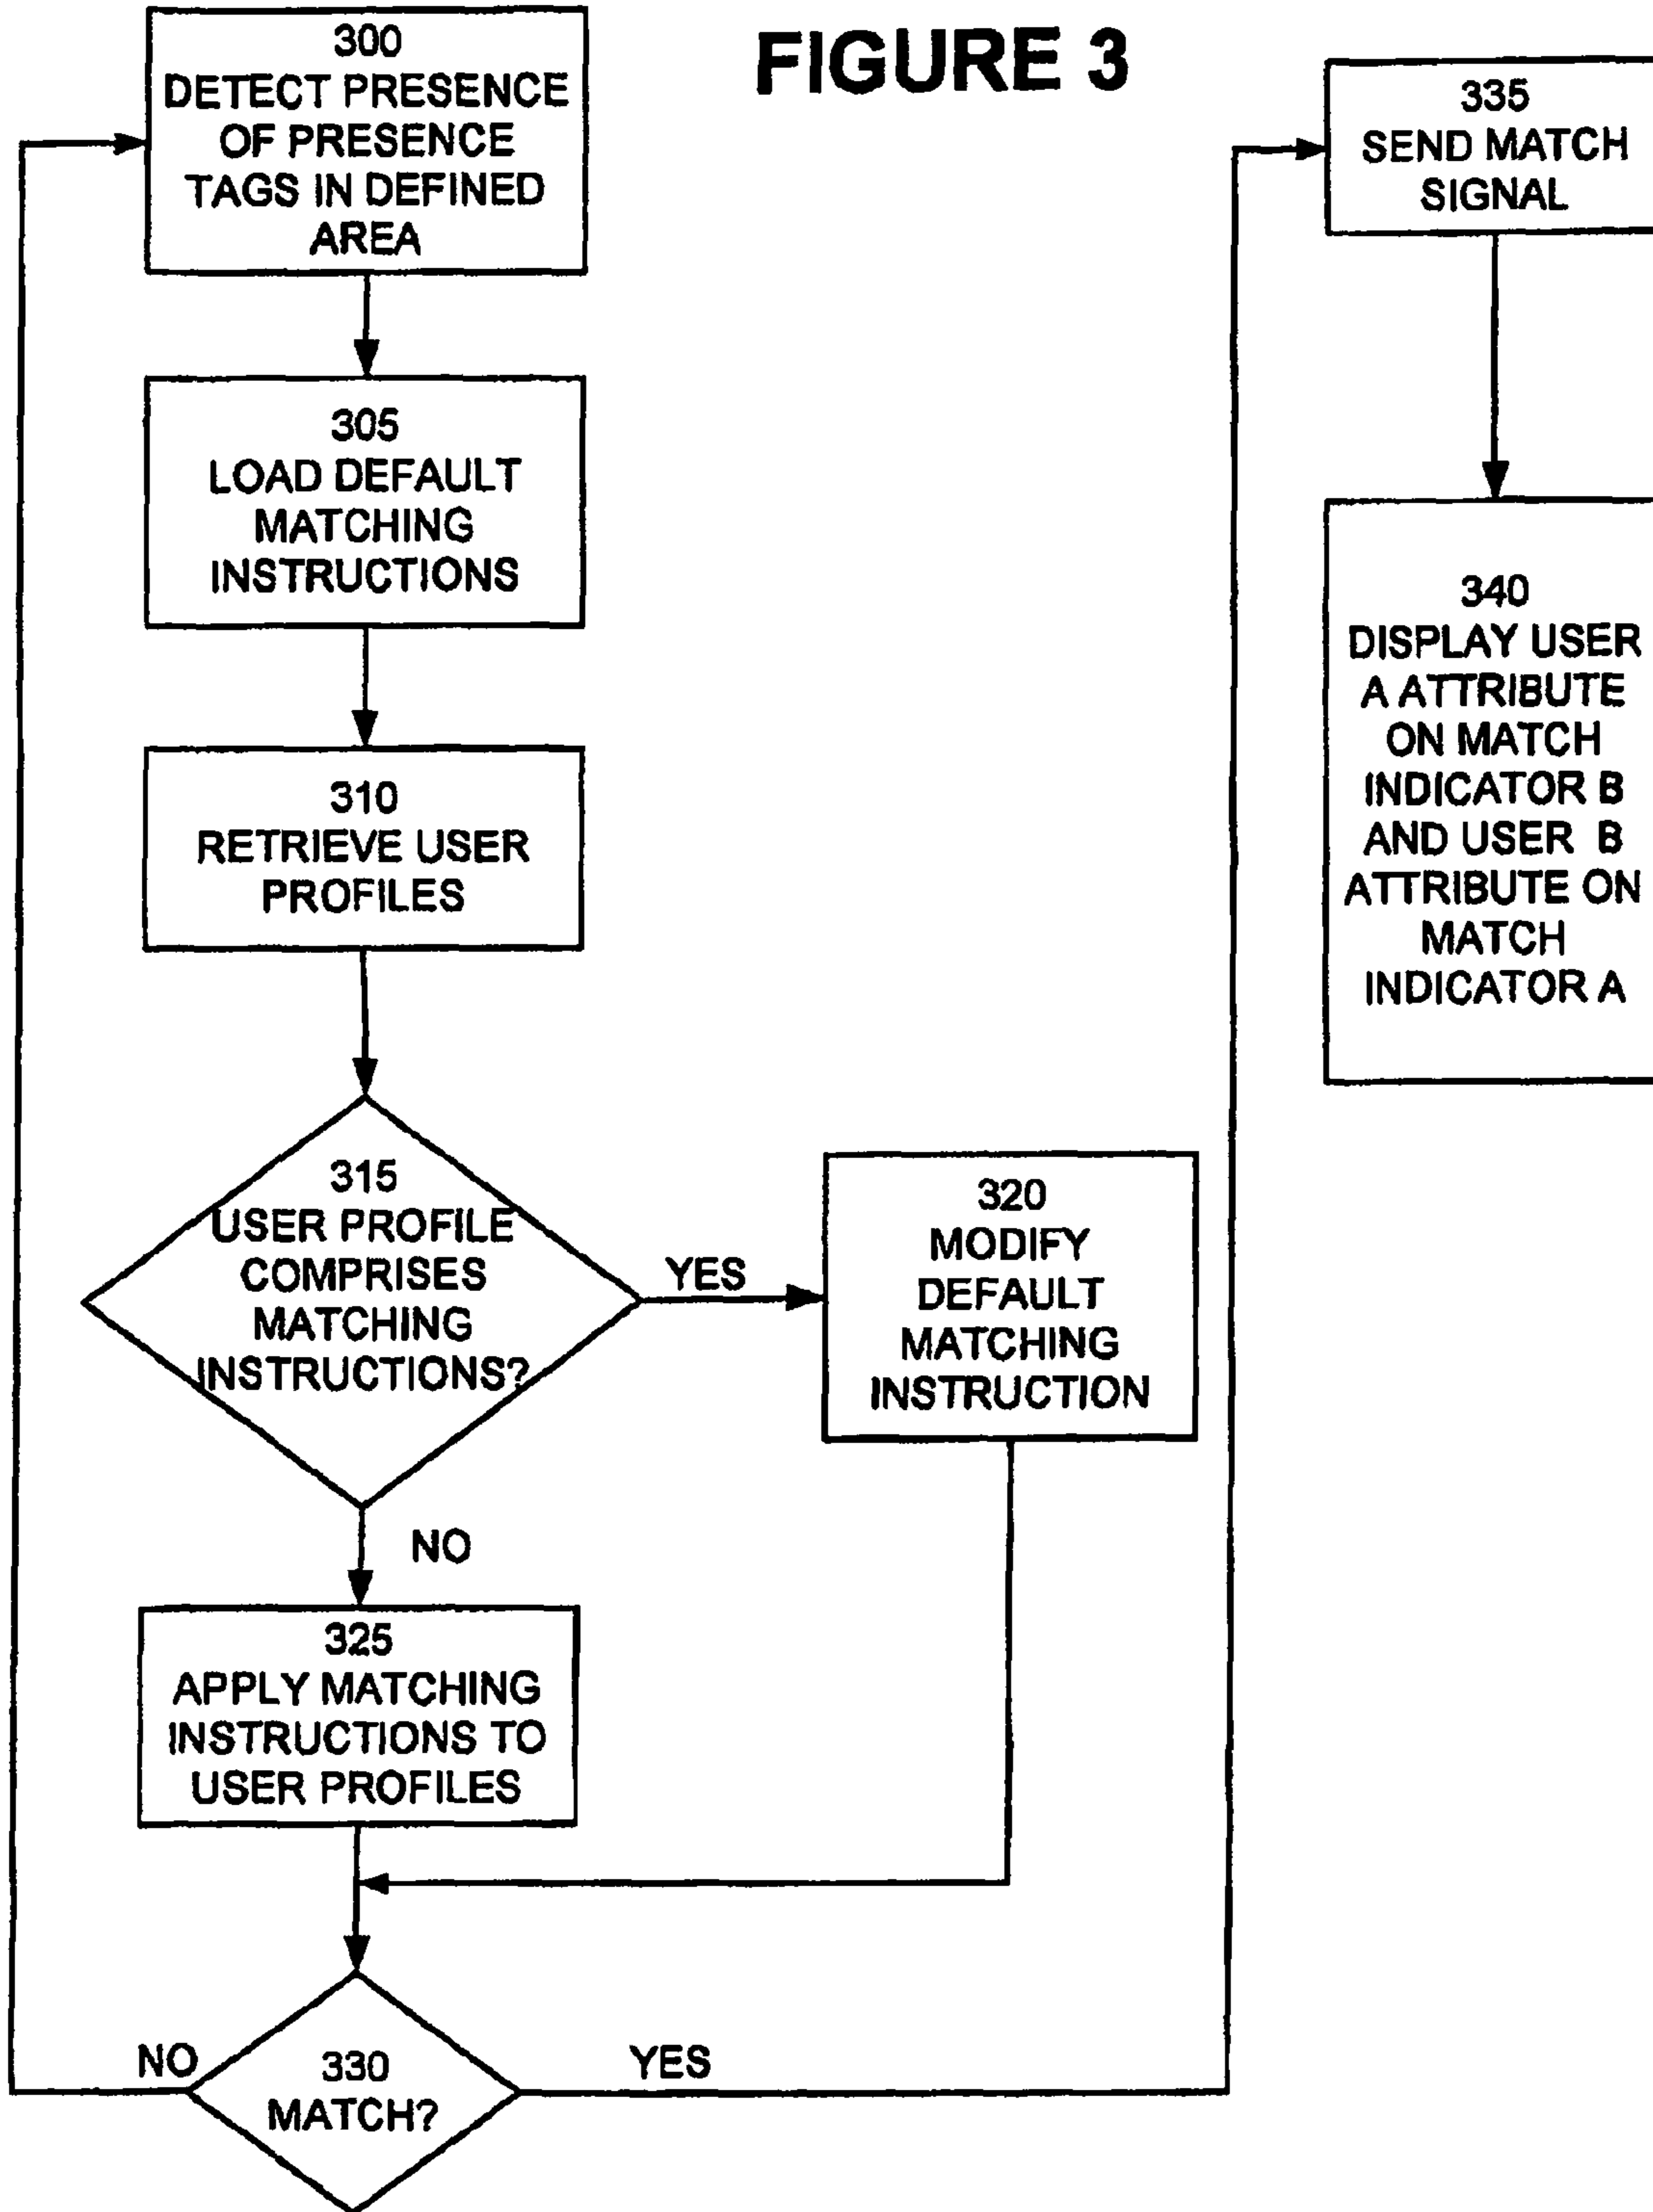 FIGURE 3
300
DETECT PRESENCE
OF PRESENCE
TAGS IN DEFINED
AREA
305
LOAD DEFAULT
MATCHING
INSTRUCTIONS
310
RETRIEVE USER
PROFILES
315
USER PROFILE
COMPRISES
MATCHING
INSTRUCTIONS?
YES
320
MODIFY
DEFAULT
MATCHING
INSTRUCTION
NO
325
APPLY MATCHING
INSTRUCTIONS TO
USER PROFILES
330
MATCH?
NO
YES
335
SEND MATCH
SIGNAL
340
DISPLAY USER
A ATTRIBUTE
ON MATCH
INDICATOR B
AND USER B
ATTRIBUTE ON
MATCH
INDICATOR A